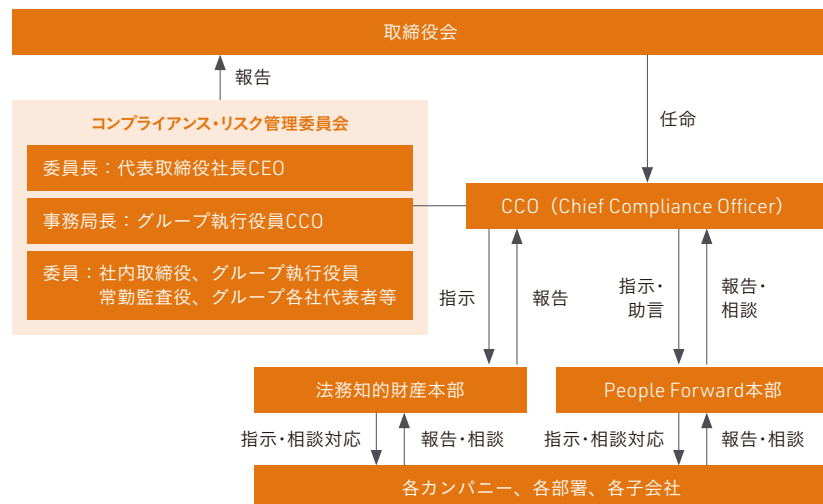 取締役会
報告
任命
コンプライアンス・リスク管理委員会
委員長：代表取締役社長CEO
事務局長：グループ執行役員CCO
委員：社内取締役、グループ執行役員
常勤監査役、グループ各社代表者等
CCO（Chief Compliance Officer）
指示
報告
指示・
助言
報告・
相談
法務知的財産本部
People Forward本部
指示・相談対応
報告・相談
指示・相談対応
報告・相談
各カンパニー、各部署、各子会社